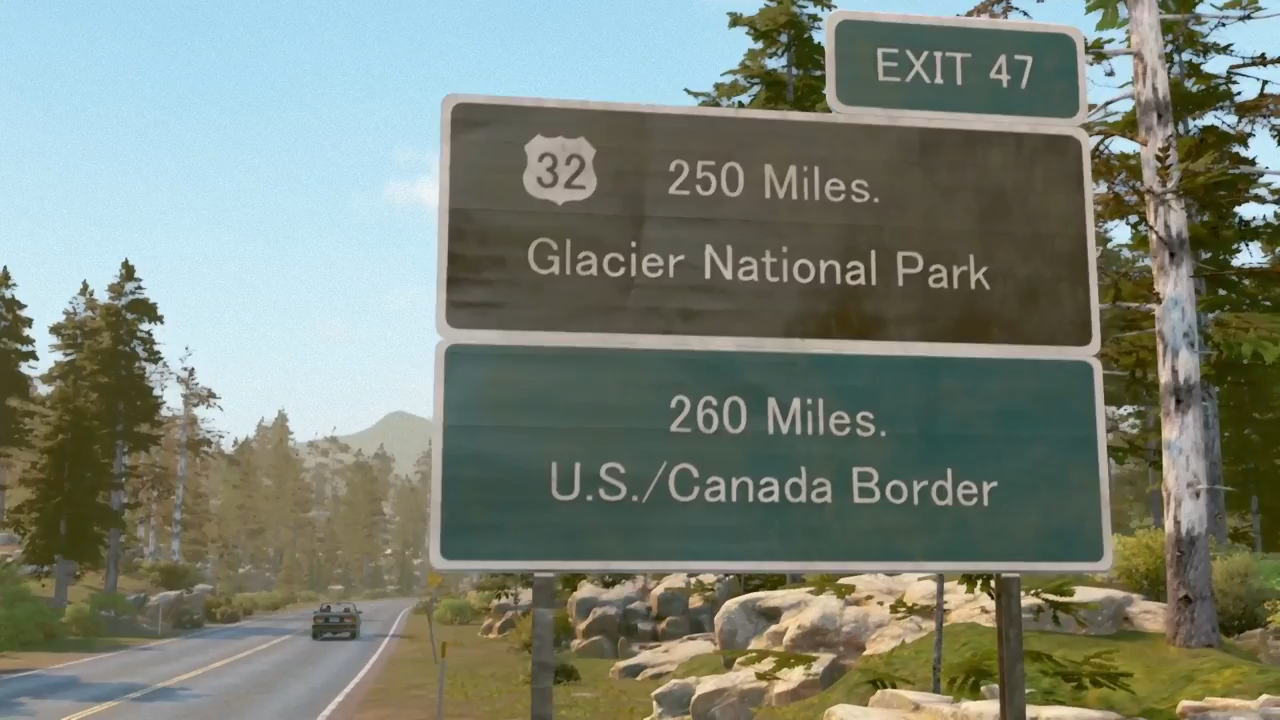 EXIT 47
32 250 Miles.
Glacier National Park
260 Miles.
U.S./Canada Border